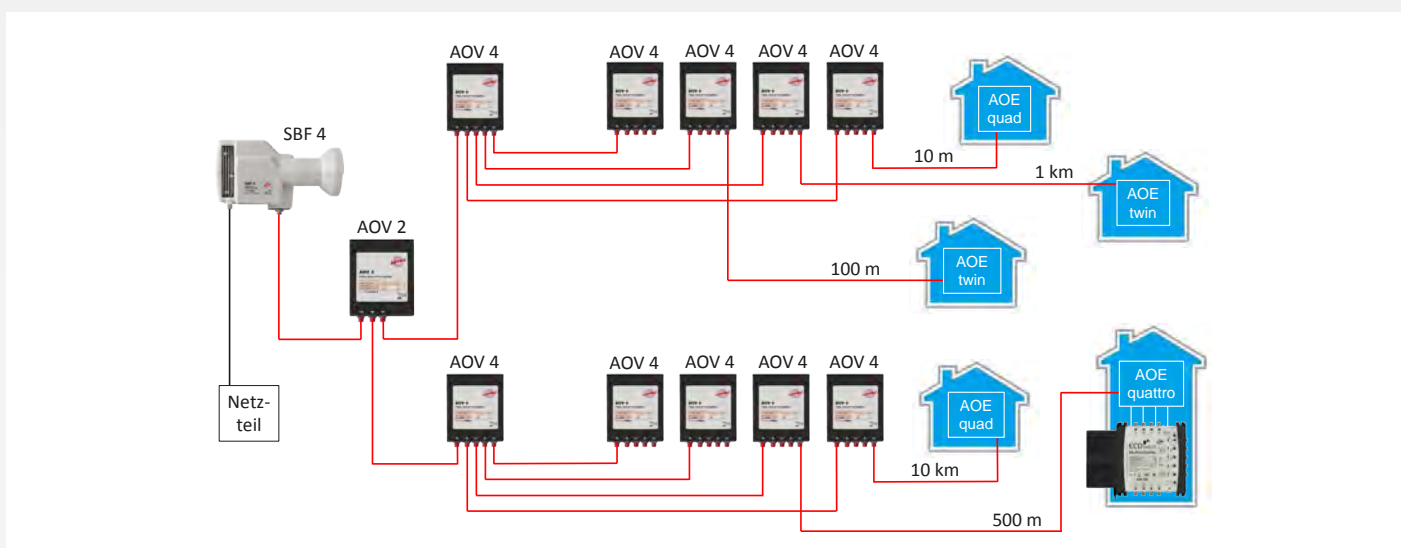 AOV 4
AOV 4
AOV 4
AOV 4
AOV 4
AOE
quad
SBF 4
10 m
1 km
AOE
twin
AOV 2
100 m
AOE
twin
AOV 4
AOV 4
AOV 4
AOV 4
AOV 4
AOE
quattro
Netz-
teil
AOE
quad
10 km
500 m